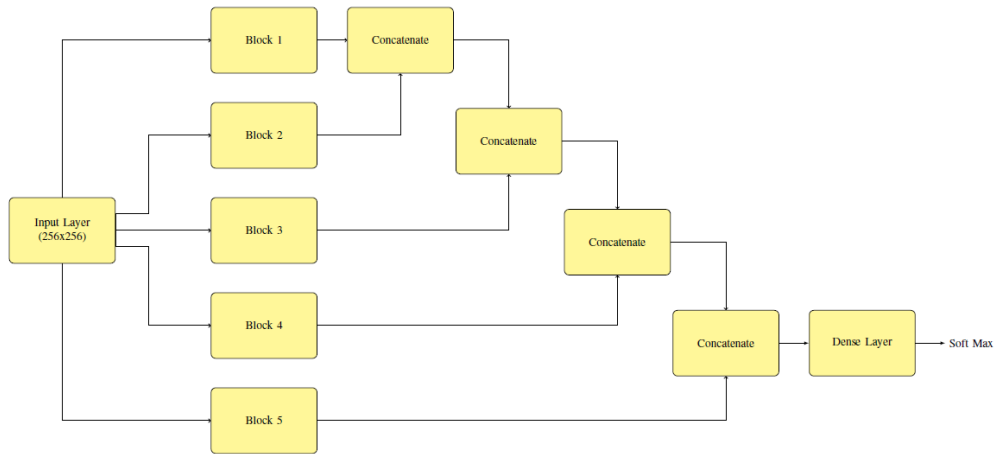 Block 1
Concatenate
Block 2
Concatenate
Input Layer
(256x256)
Block 3
Concatenate
Block 4
Concatenate
Dense Layer
Soft Max
Block 5